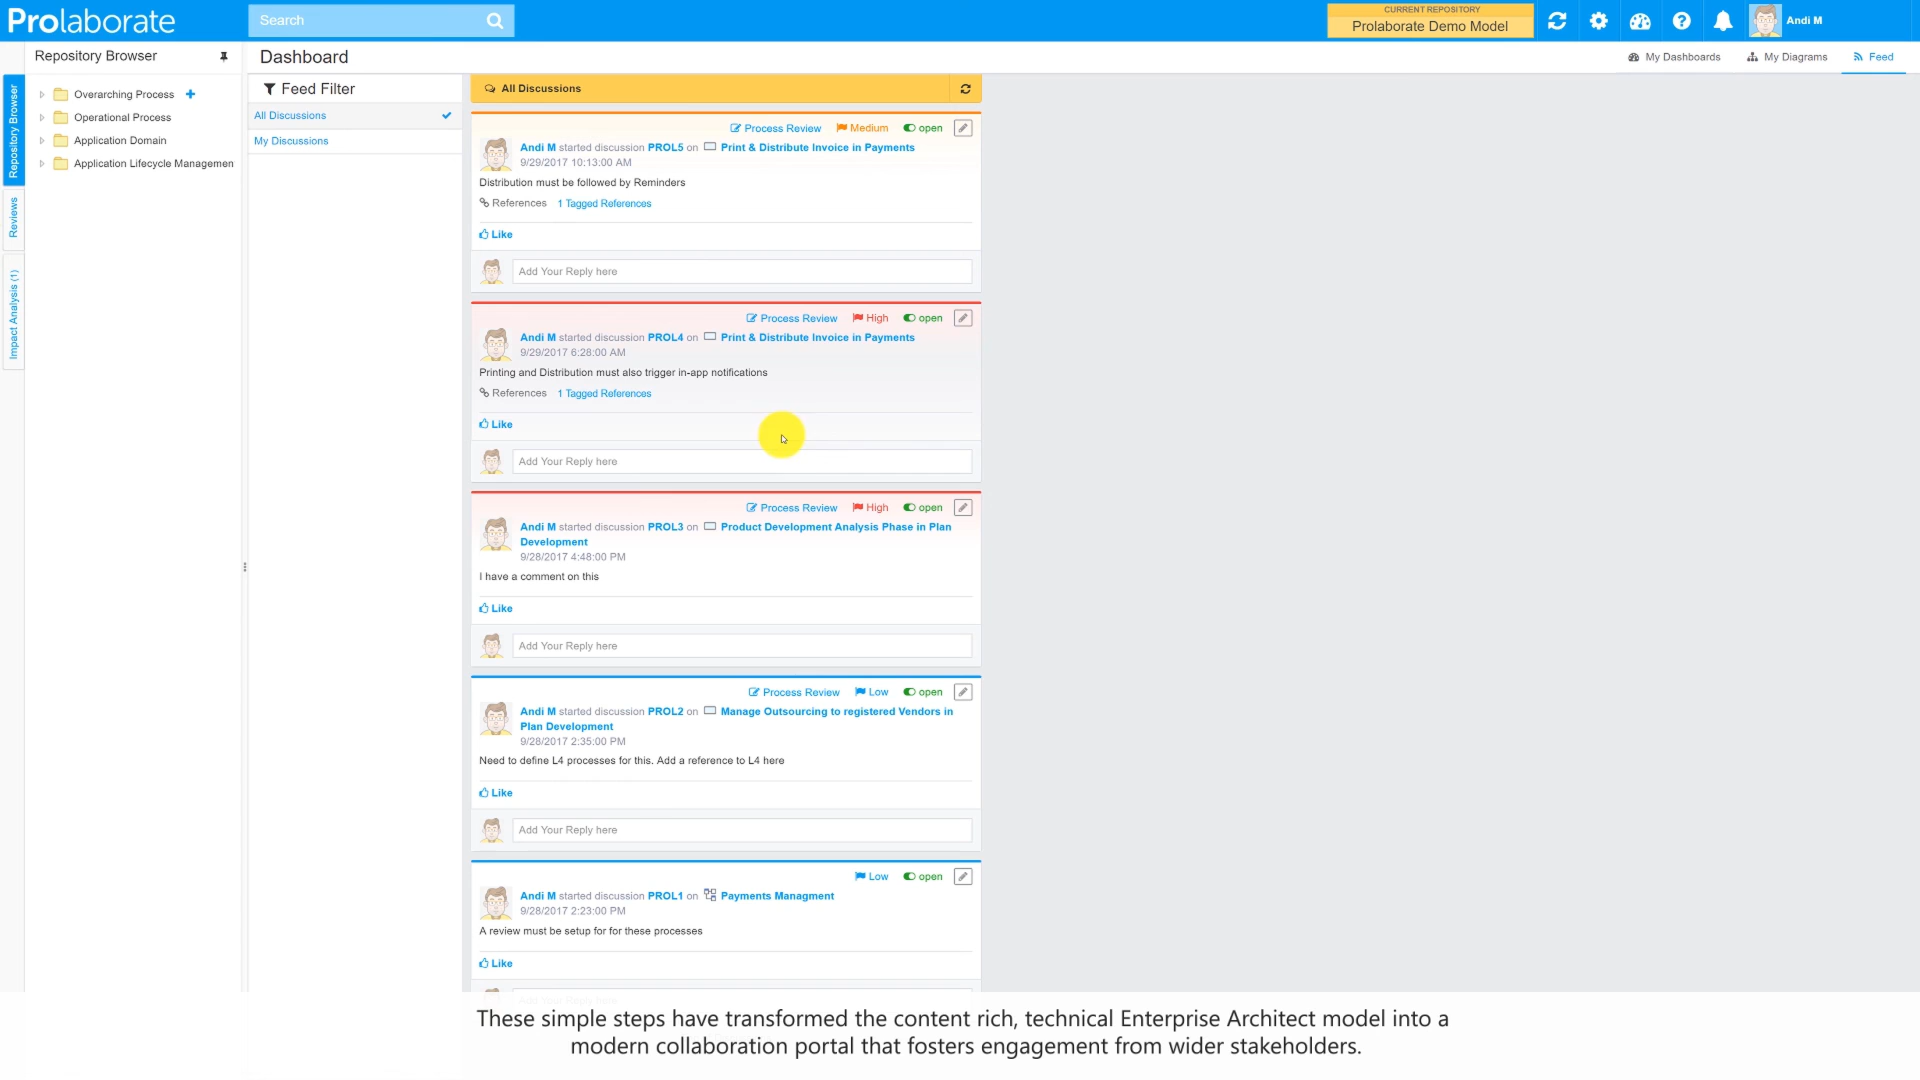 Prolaborate
Search
CURRENT REPOSITORY
Prolaborate Demo Model
Andi M
Repository Browser
Dashboard
My Dashboards
My Diagrams
Feed
Repository Browser
Reviews
Impact Analysis (1)
Overarching Process
Operational Process
Application Domain
Application Lifecycle Managemen
Feed Filter
All Discussions
My Discussions
All Discussions
Process Review Medium open
Andi M started discussion PROL5 on Print & Distribute Invoice in Payments
9/29/2017 10:13:00 AM
Distribution must be followed by Reminders
References 1 Tagged References
Like
Add Your Reply here
Process Review High open
Andi M started discussion PROL4 on Print & Distribute Invoice in Payments
9/29/2017 6:28:00 AM
Printing and Distribution must also trigger in-app notifications
References 1 Tagged References
Like
Add Your Reply here
Process Review High open
Andi M started discussion PROL3 on Product Development Analysis Phase in Plan
Development
9/28/2017 4:48:00 PM
I have a comment on this
Like
Add Your Reply here
Process Review Low open
Andi M started discussion PROL2 on Manage Outsourcing to registered Vendors in
Plan Development
9/28/2017 2:35:00 PM
Need to define L4 processes for this. Add a reference to L4 here
Like
Add Your Reply here
Low open
Andi M started discussion PROL1 on Payments Managment
9/28/2017 2:23:00 PM
A review must be setup for for these processes
Like
Add Your Reply here
These simple steps have transformed the content rich, technical Enterprise Architect model into a
modern collaboration portal that fosters engagement from wider stakeholders.